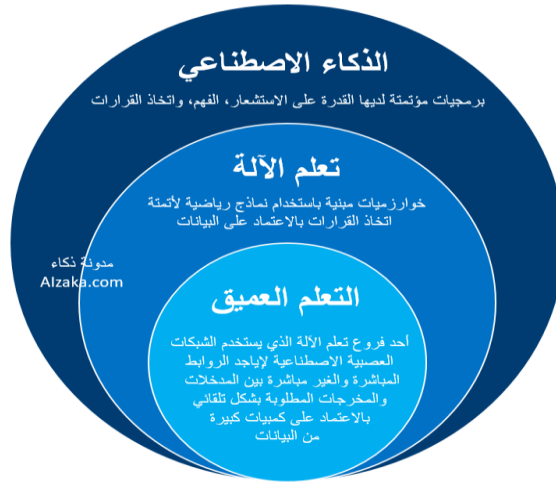 الذكاء الاصطناعي
برمجيات مؤتمتة لديها القدرة على الاستشعار، الفهم، واتخاذ القرارات
تعلم الآلة
خوارزميات مبنية باستخدام نماذج رياضية لأتمتة
اتخاذ القرارات بالاعتماد على البيانات
مدونة ذكاء
Alzaka.com
التعلم العميق
أحد فروع تعلم الآلة الذي يستخدم الشبكات
العصبية الاصطناعية لإياجد الروابط
المباشرة والغير مباشرة بين المدخلات
والمخرجات المطلوبة بشكل تلقائي
بالاعتماد على كمبيات كبيرة
من البيانات